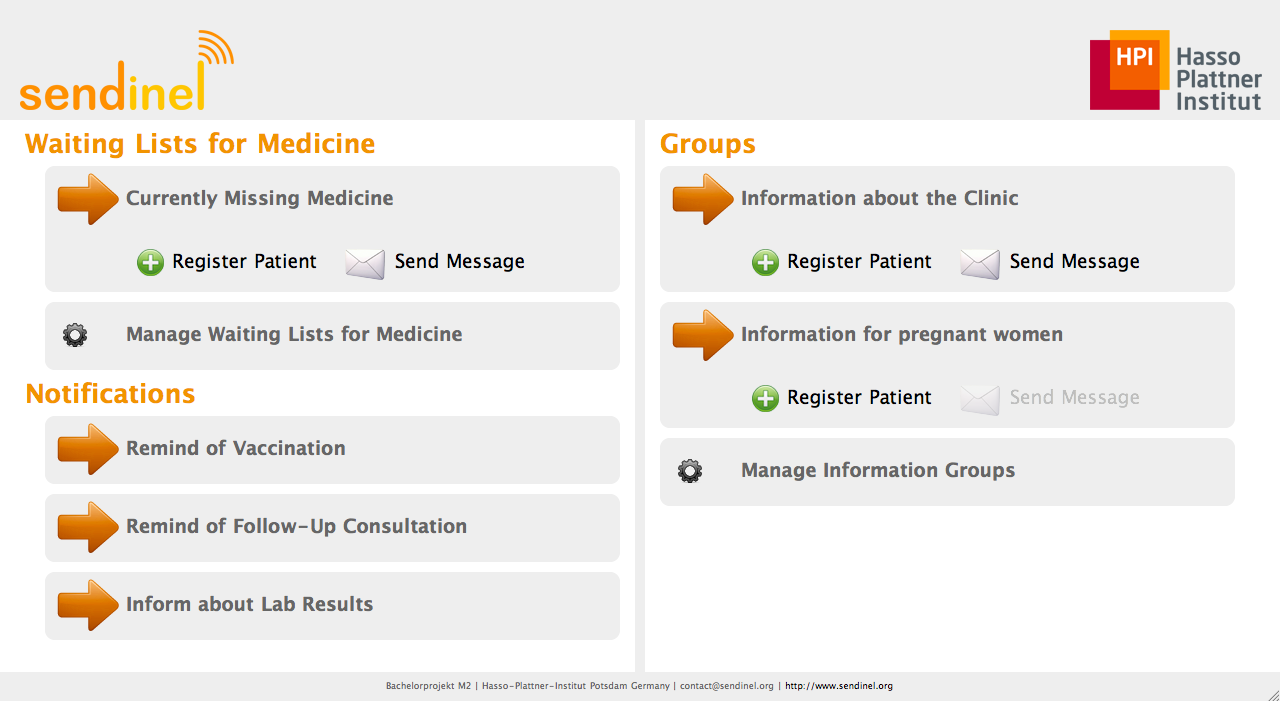 sendinel
HPI
Hasso
Plattner
Institut
Waiting Lists for Medicine
Currently Missing Medicine
Register Patient
Send Message
Manage Waiting Lists for Medicine
Notifications
Remind of Vaccination
Remind of Follow-Up Consultation
Inform about Lab Results
Groups
Information about the Clinic
Register Patient
Send Message
Information for pregnant women
Register Patient
Send Message
Manage Information Groups
Bachelorprojekt M2 | Hasso-Plattner-Institut Potsdam Germany | contact@sendinel.org | http://www.sendinel.org